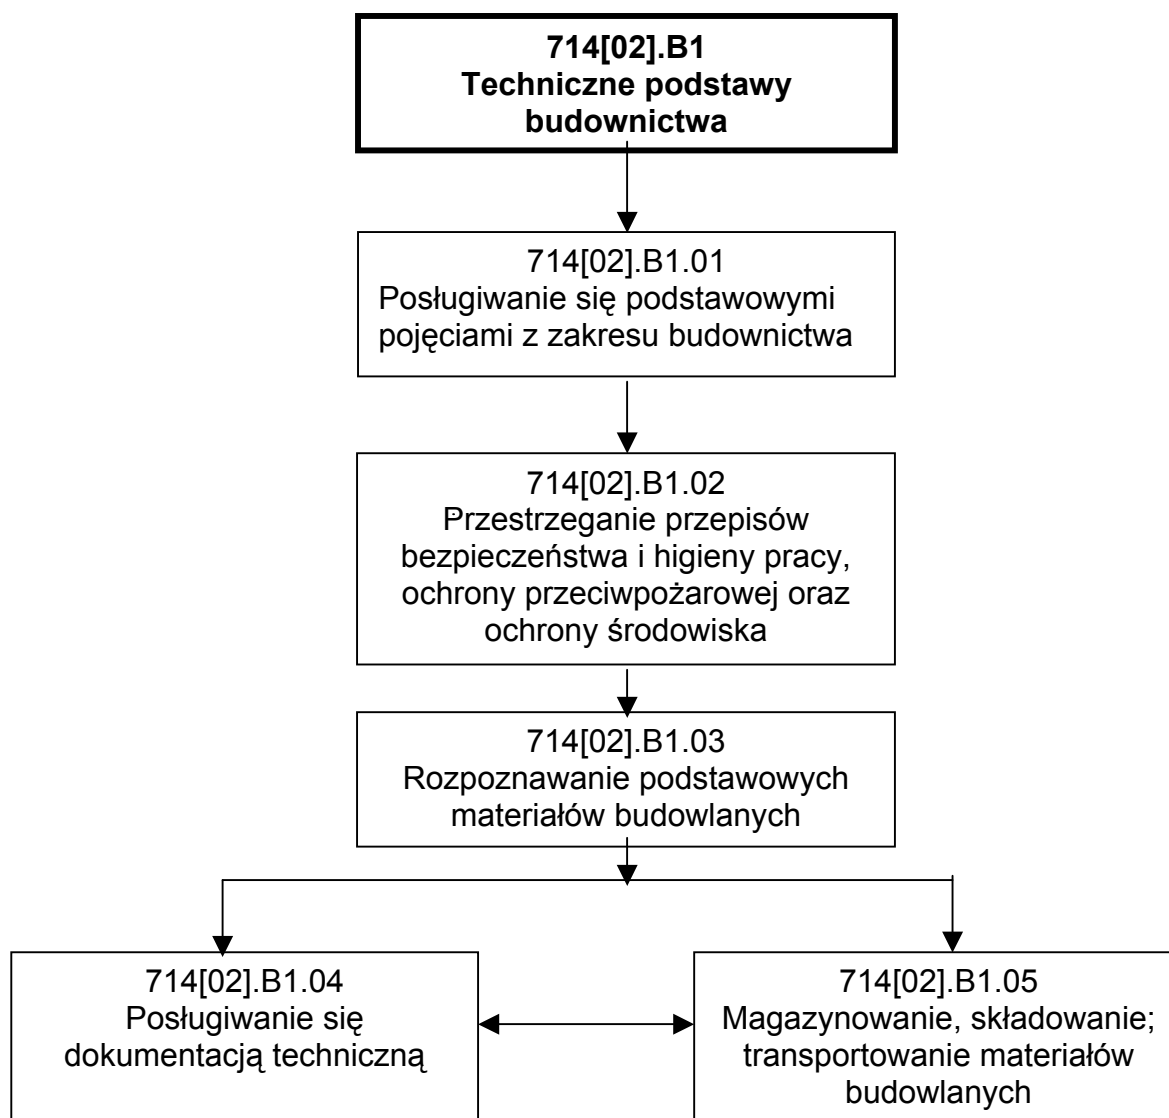 714[02].B1
Techniczne podstawy
budownictwa
714[02].B1.01
Posługiwanie się podstawowymi
pojęciami z zakresu budownictwa
714[02].B1.02
Przestrzeganie przepisów
bezpieczeństwa i higieny pracy,
ochrony przeciwpożarowej oraz
ochrony środowiska
714[02].B1.03
Rozpoznawanie podstawowych
materiałów budowlanych
714[02].B1.04
Posługiwanie się
dokumentacją techniczną
714[02].B1.05
Magazynowanie, składowanie;
transportowanie materiałów
budowlanych